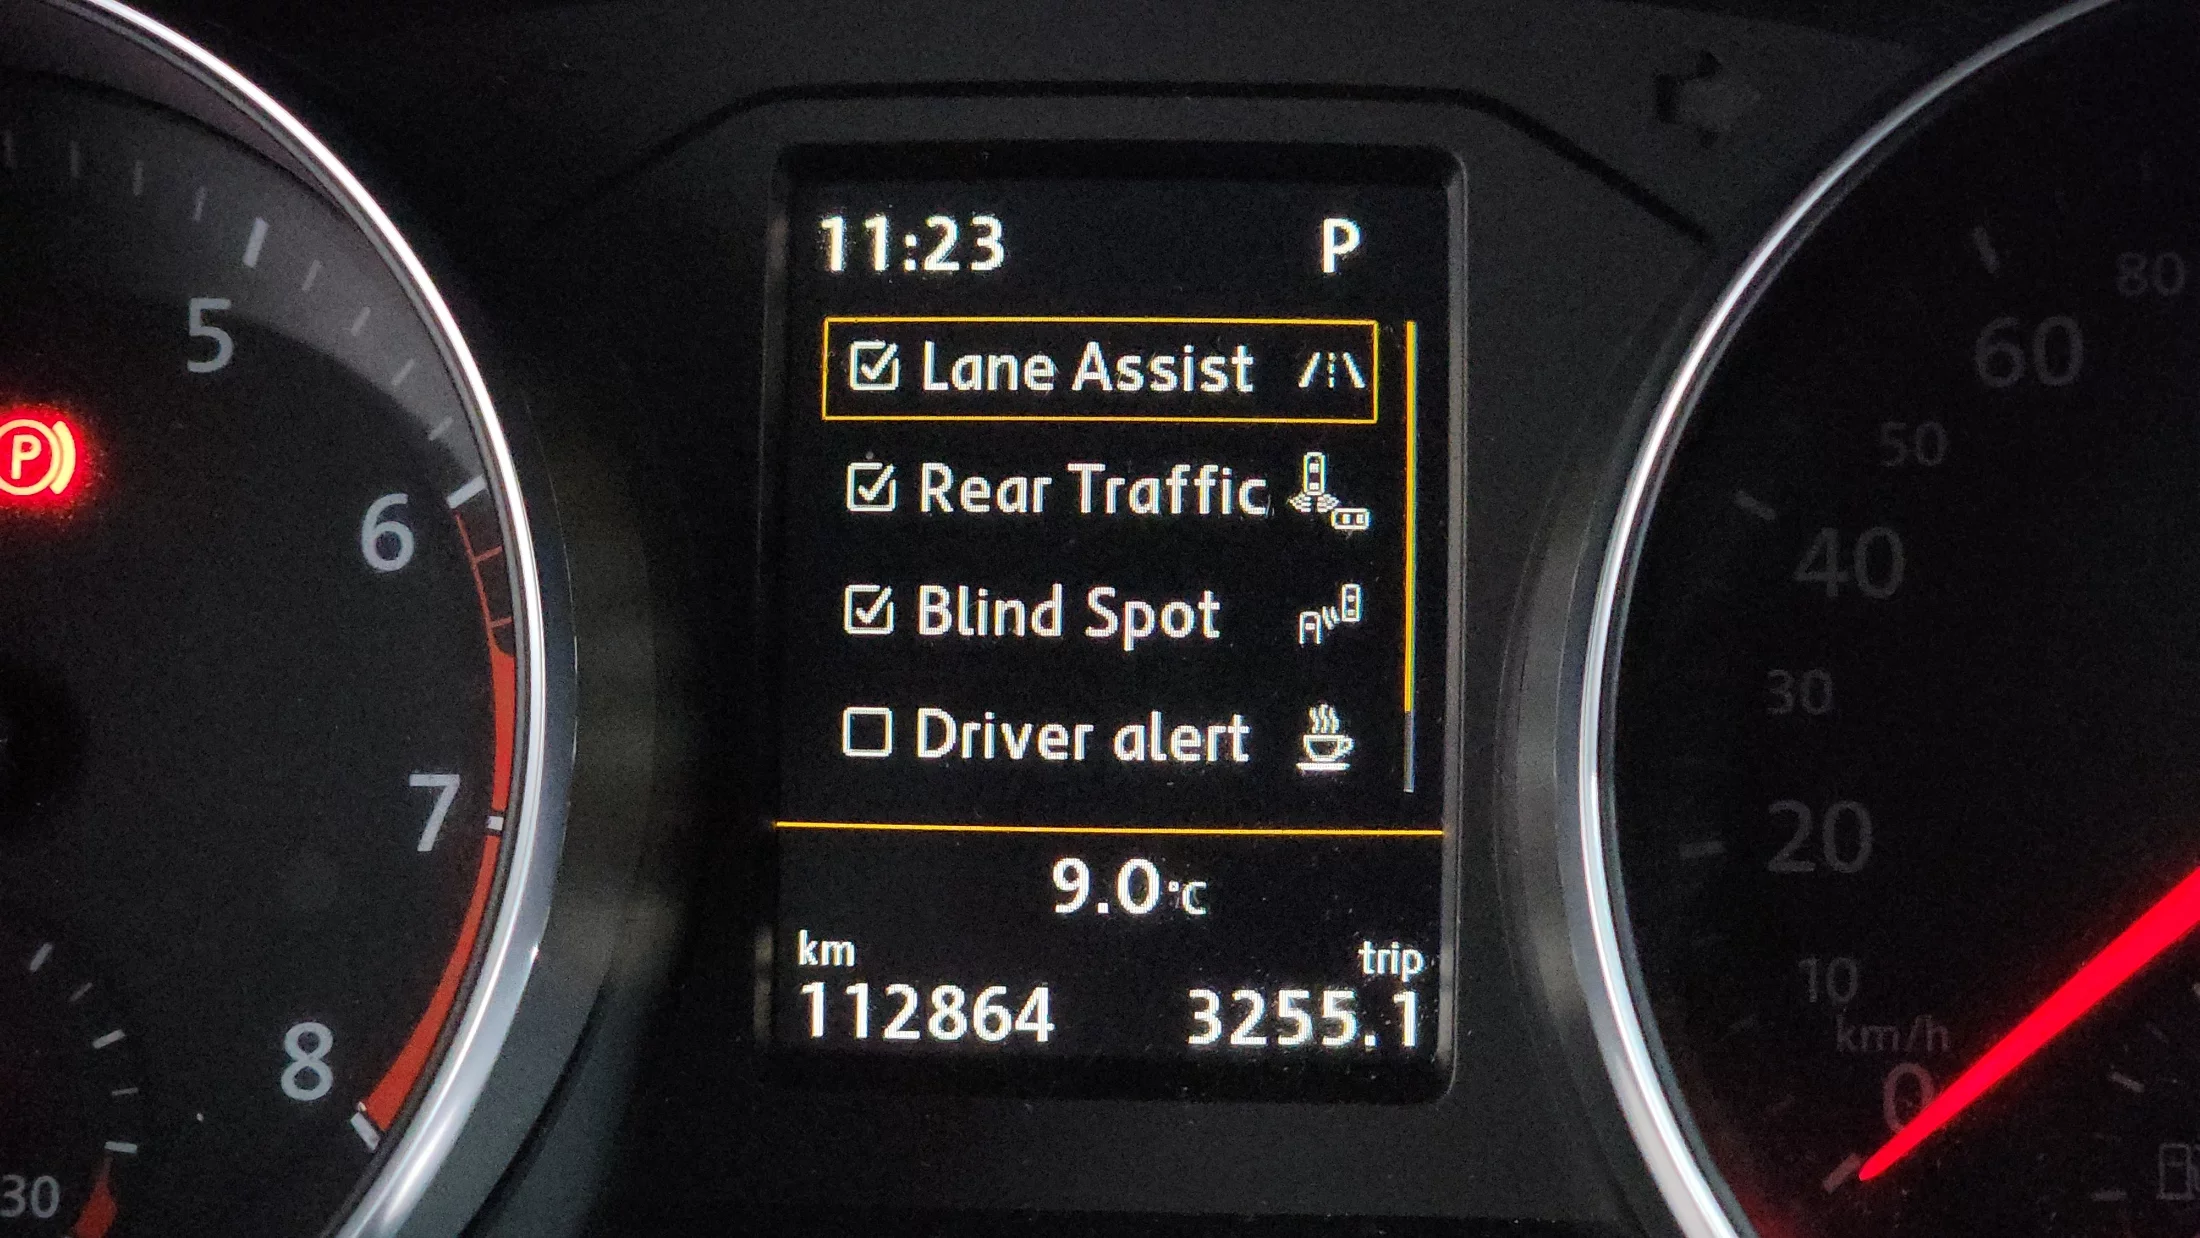 11:23 P
Lane Assist
Rear Traffic
Blind Spot
Driver alert
9.0°C
km trip
112864 3255.1
5
6
7
8
30
P
80
60
50
40
30
20
10
km/h
0